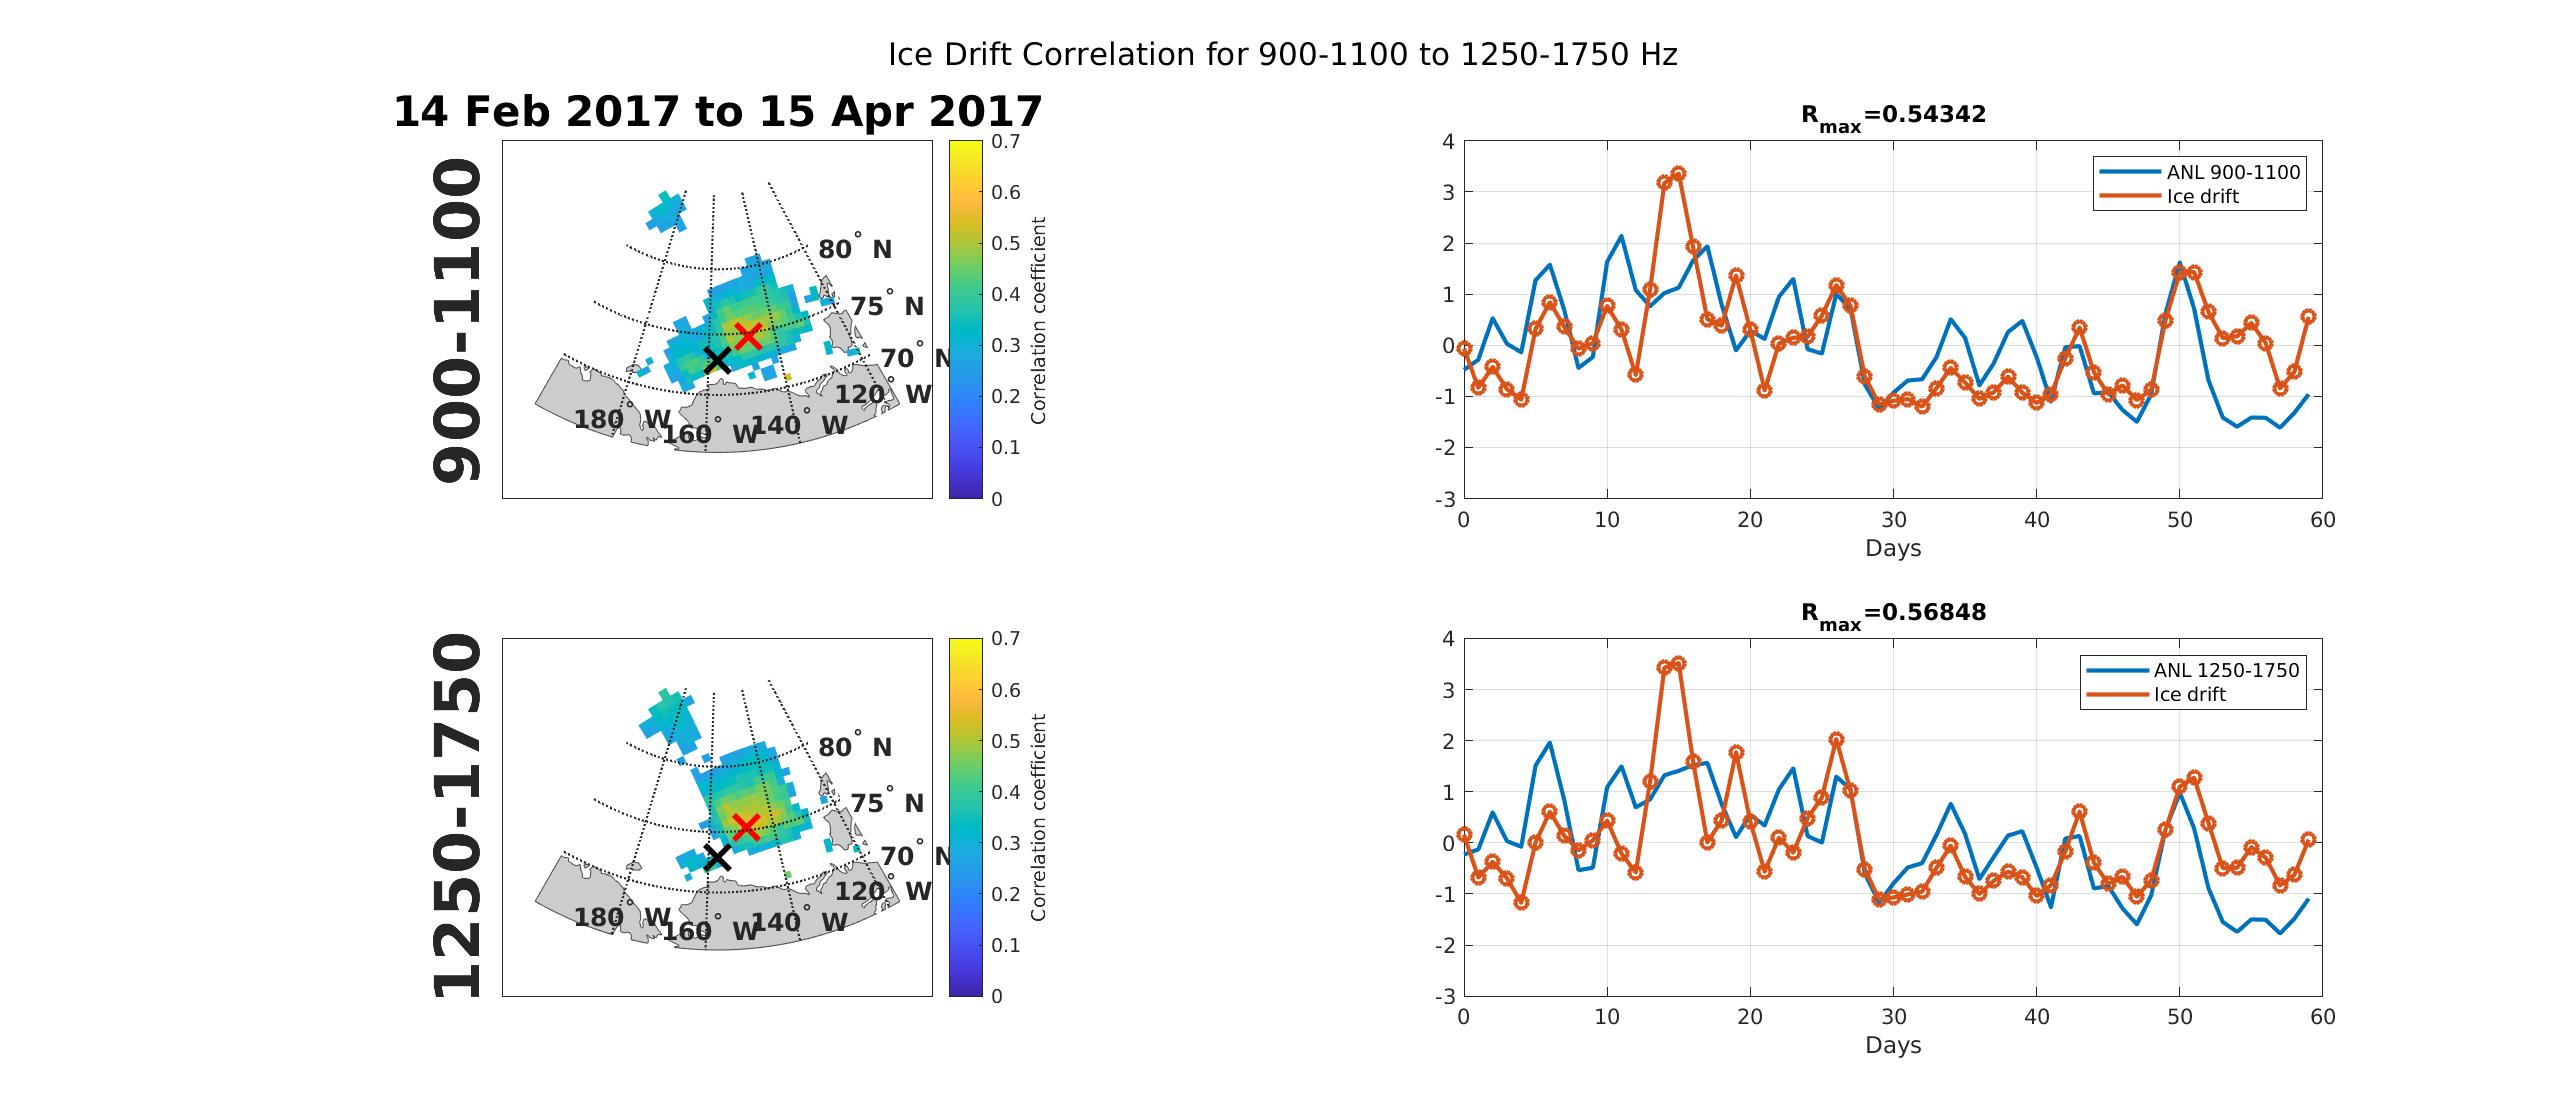 Ice Drift Correlation for 900-1100 to 1250-1750 Hz
14 Feb 2017 to 15 Apr 2017
900-1100
80° N
75° N
70° N
120° W
140° W
160° W
180° W
0.7
0.6
0.5
0.4
0.3
0.2
0.1
0
Correlation coefficient
Rmax=0.54342
4
3
2
1
0
-1
-2
-3
0 10 20 30 40 50 60
Days
ANL 900-1100
Ice drift
1250-1750
80° N
75° N
70° N
120° W
140° W
160° W
180° W
0.7
0.6
0.5
0.4
0.3
0.2
0.1
0
Correlation coefficient
Rmax=0.56848
4
3
2
1
0
-1
-2
-3
0 10 20 30 40 50 60
Days
ANL 1250-1750
Ice drift